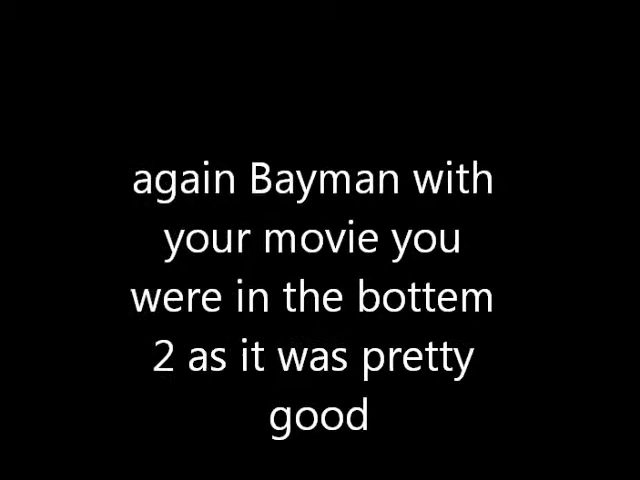 again Bayman with
your movie you
were in the bottem
2 as it was pretty
good